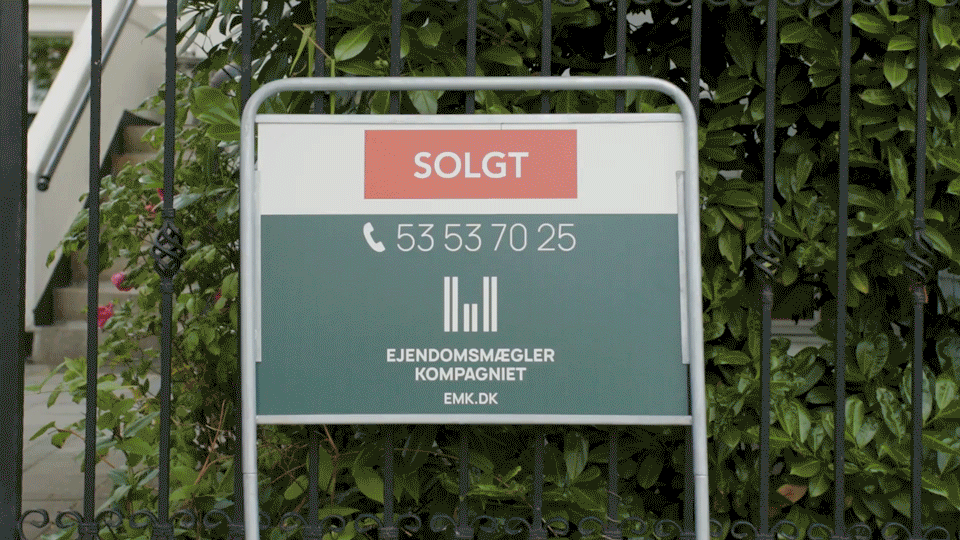 SOLGT
53 53 70 25
EJENDOMSMÆGLER
KOMPAGNIET
EMK.DK